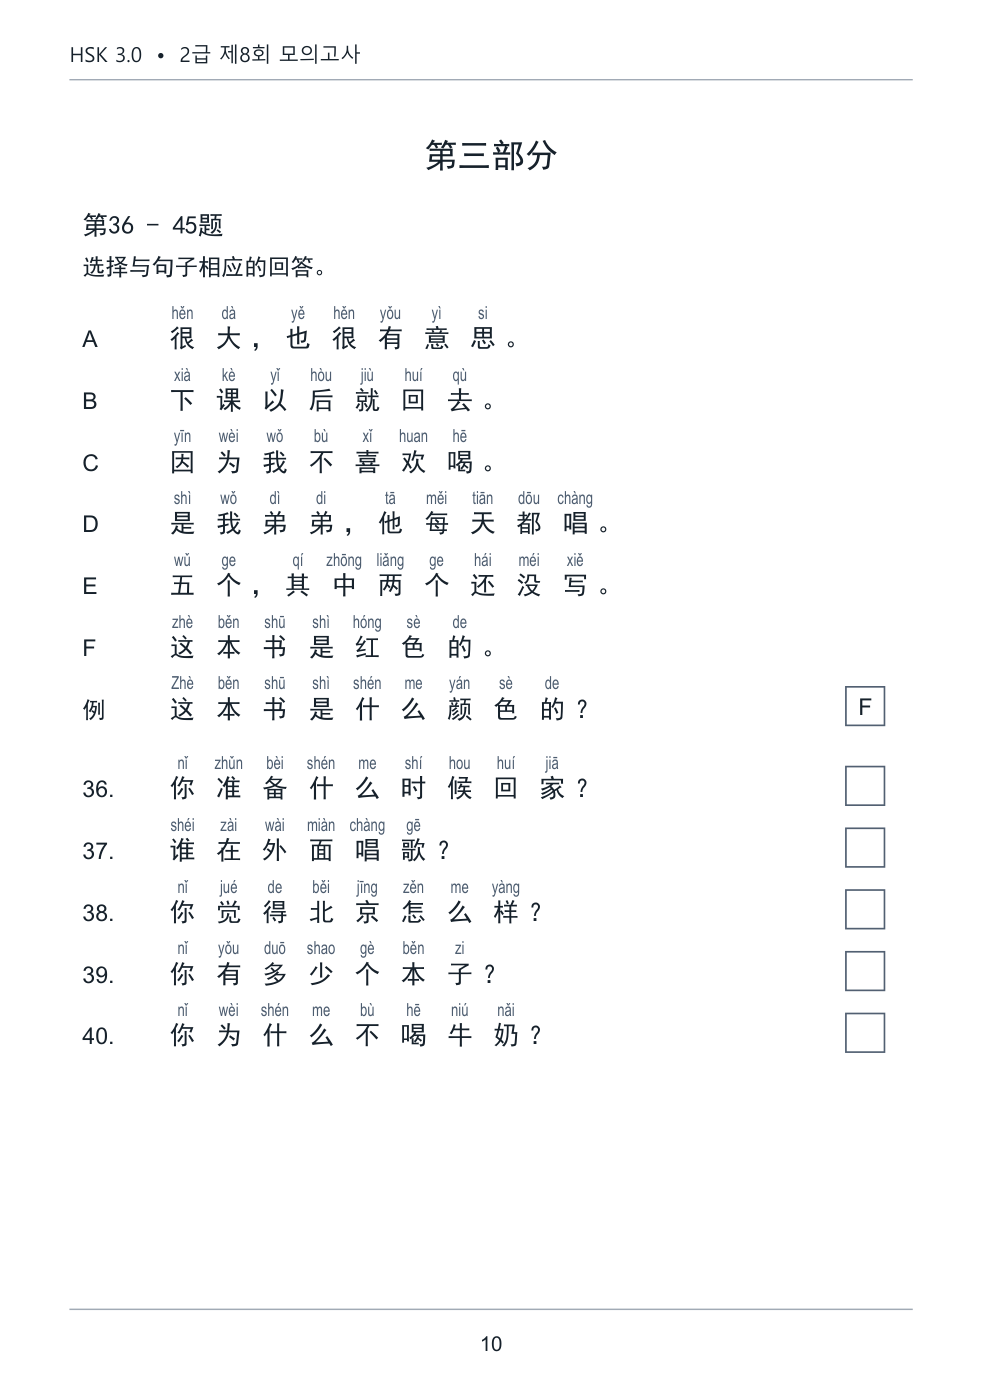 HSK 3.0 • 2급 제8회 모의고사
第三部分
第36 － 45题
选择与句子相应的回答。
hěn dà yě hěn yǒu yì si
A 很大，也很有意思。
xià kè yǐ hòu jiù huí qù
B 下课以后就回去。
yīn wèi wǒ bù xǐ huan hē
C 因为我不喜欢喝。
shì wǒ dì di tā měi tiān dōu chàng
D 是我弟弟，他每天都唱。
wǔ ge qí zhōng liǎng ge hái méi xiě
E 五个，其中两个还没写。
zhè běn shū shì hóng sè de
F 这本书是红色的。
Zhè běn shū shì shén me yán sè de
例 这本书是什么颜色的？ F
nǐ zhǔn bèi shén me shí hou huí jiā
36. 你准备什么时候回家？
shéi zài wài miàn chàng gē
37. 谁在外面唱歌？
nǐ jué de běi jīng zěn me yàng
38. 你觉得北京怎么样？
nǐ yǒu duō shao gè běn zi
39. 你有多少个本子？
nǐ wèi shén me bù hē niú nǎi
40. 你为什么不喝牛奶？
10